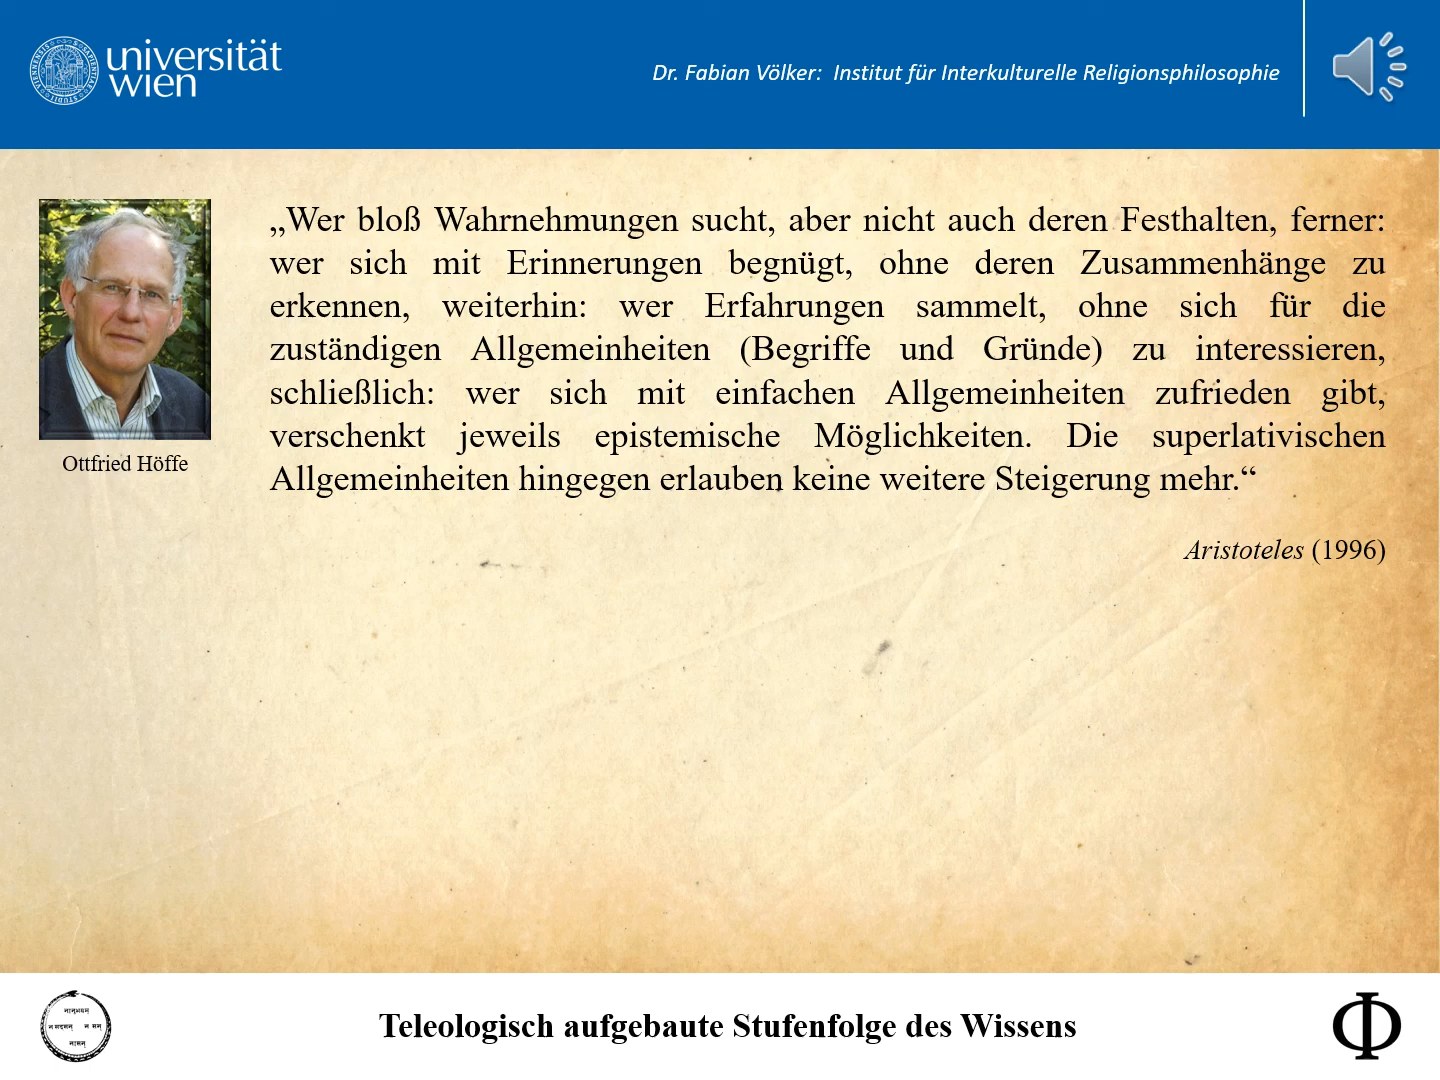 universität
wien
Dr. Fabian Völker: Institut für Interkulturelle Religionsphilosophie
„Wer bloß Wahrnehmungen sucht, aber nicht auch deren Festhalten, ferner:
wer sich mit Erinnerungen begnügt, ohne deren Zusammenhänge zu
erkennen, weiterhin: wer Erfahrungen sammelt, ohne sich für die
zuständigen Allgemeinheiten (Begriffe und Gründe) zu interessieren,
schließlich: wer sich mit einfachen Allgemeinheiten zufrieden gibt,
verschenkt jeweils epistemische Möglichkeiten. Die superlativischen
Allgemeinheiten hingegen erlauben keine weitere Steigerung mehr.“
Ottfried Höffe
Aristoteles (1996)
Teleologisch aufgebaute Stufenfolge des Wissens
Φ